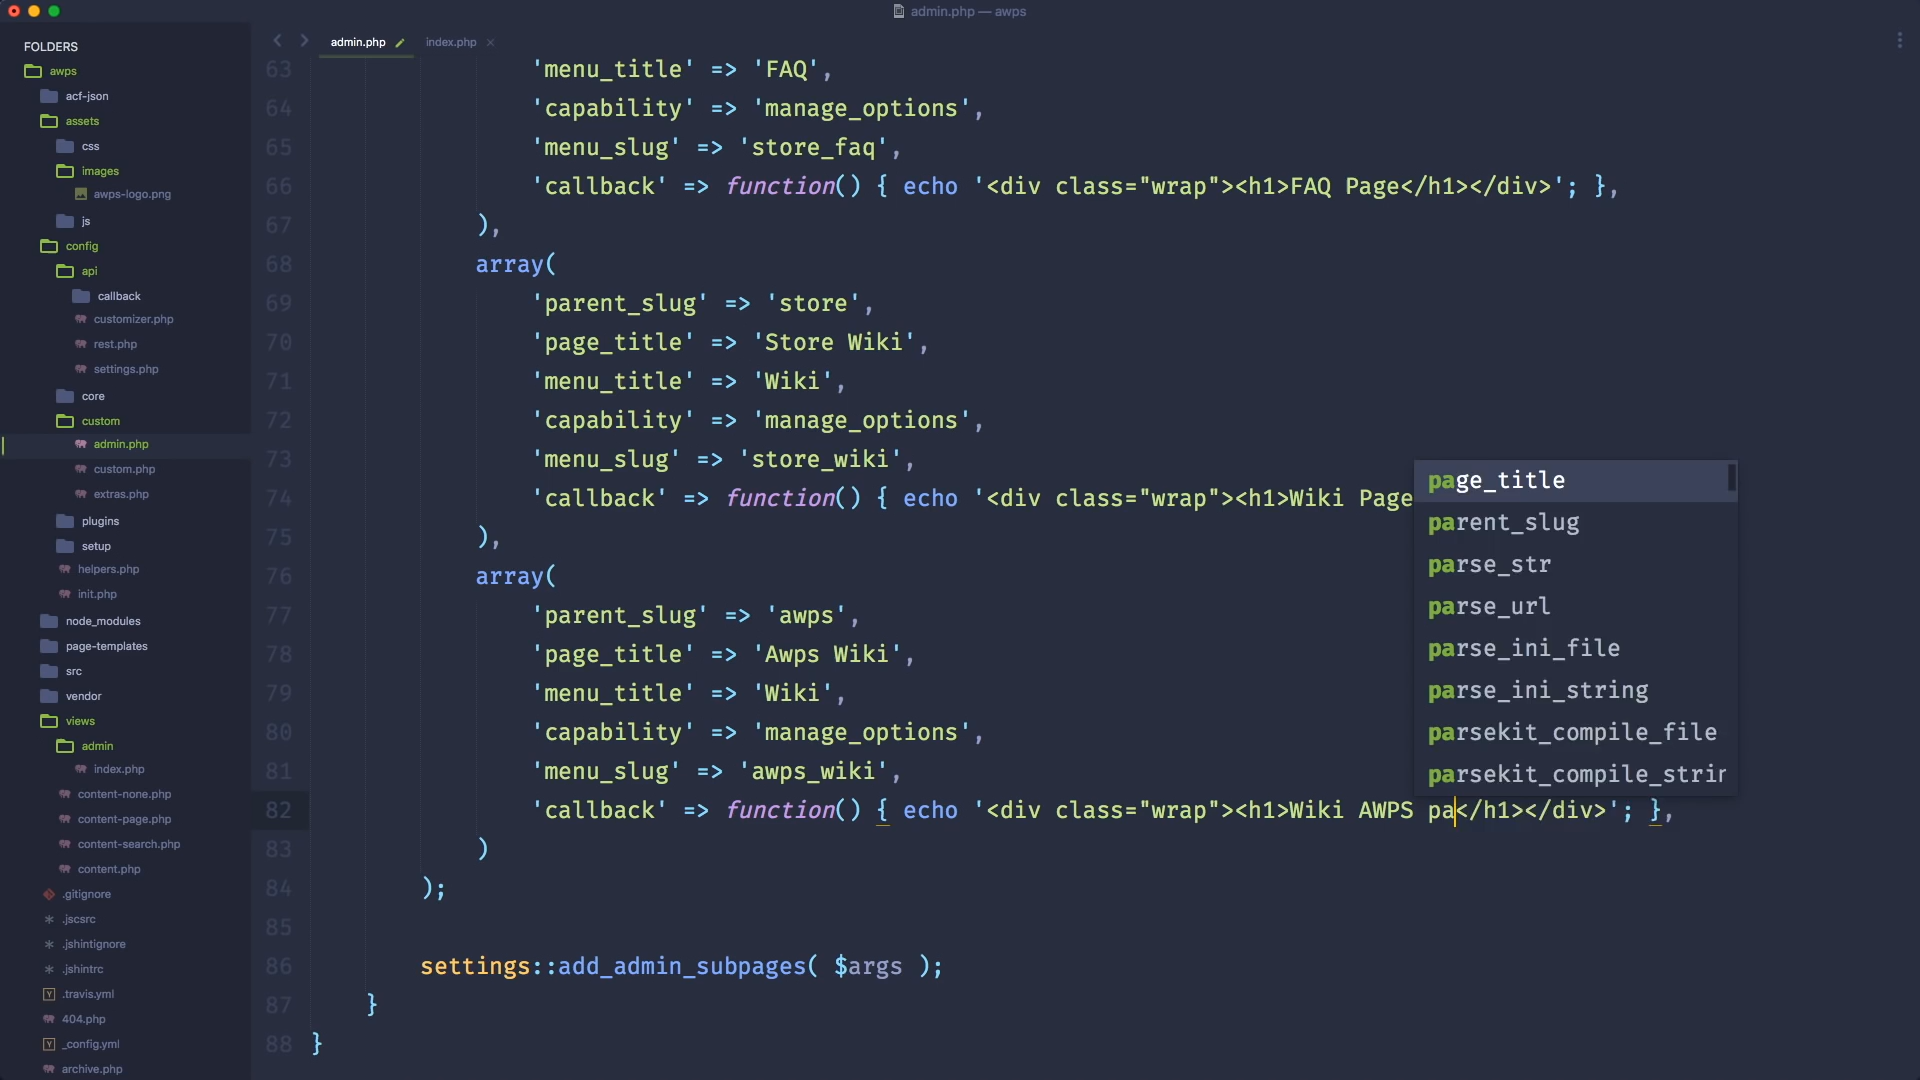 admin.php — awps
FOLDERS
awps
acf-json
assets
css
images
awps-logo.png
js
config
api
callback
customizer.php
rest.php
settings.php
core
custom
admin.php
custom.php
extras.php
plugins
setup
helpers.php
init.php
node_modules
page-templates
src
vendor
views
admin
index.php
content-none.php
content-page.php
content-search.php
content.php
.gitignore
.jscsrc
.jshintignore
.jshintrc
.travis.yml
404.php
_config.yml
archive.php
admin.php index.php
63 'menu_title' => 'FAQ',
64 'capability' => 'manage_options',
65 'menu_slug' => 'store_faq',
66 'callback' => function() { echo '<div class="wrap"><h1>FAQ Page</h1></div>'; },
67 ),
68 array(
69 'parent_slug' => 'store',
70 'page_title' => 'Store Wiki',
71 'menu_title' => 'Wiki',
72 'capability' => 'manage_options',
73 'menu_slug' => 'store_wiki',
74 'callback' => function() { echo '<div class="wrap"><h1>Wiki Page
75 ),
76 array(
77 'parent_slug' => 'awps',
78 'page_title' => 'Awps Wiki',
79 'menu_title' => 'Wiki',
80 'capability' => 'manage_options',
81 'menu_slug' => 'awps_wiki',
82 'callback' => function() { echo '<div class="wrap"><h1>Wiki AWPS pa</h1></div>'; },
83 )
84 );
85
86 settings::add_admin_subpages( $args );
87 }
88 }
page_title
parent_slug
parse_str
parse_url
parse_ini_file
parse_ini_string
parsekit_compile_file
parsekit_compile_strin